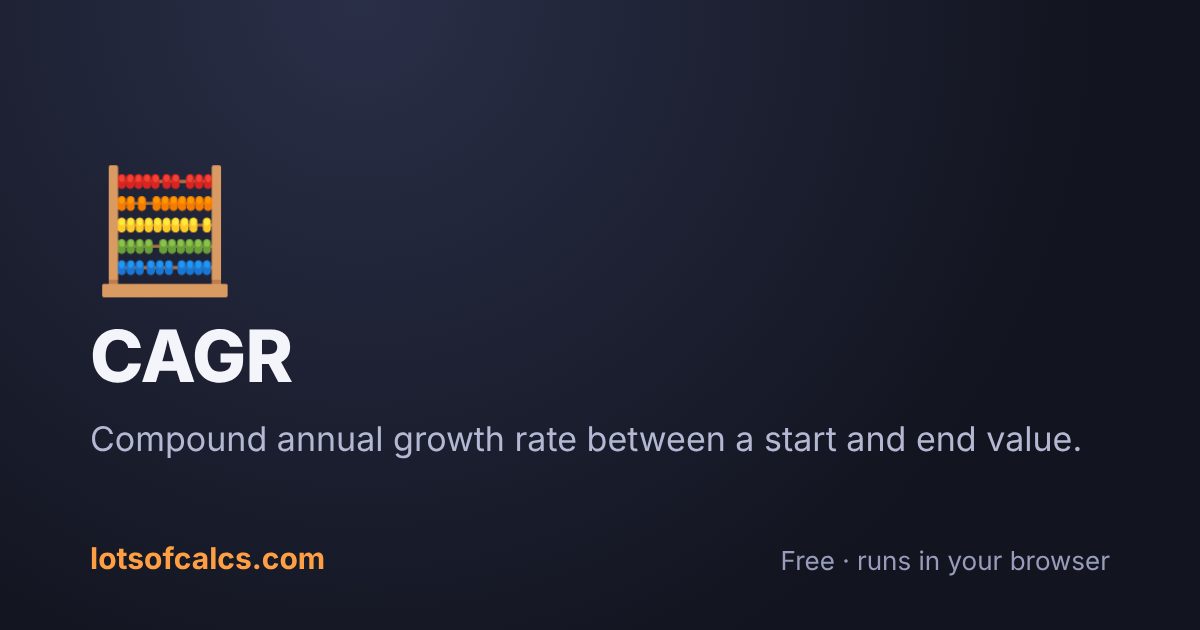 CAGR
Compound annual growth rate between a start and end value.
lotsofcalcs.com
Free · runs in your browser